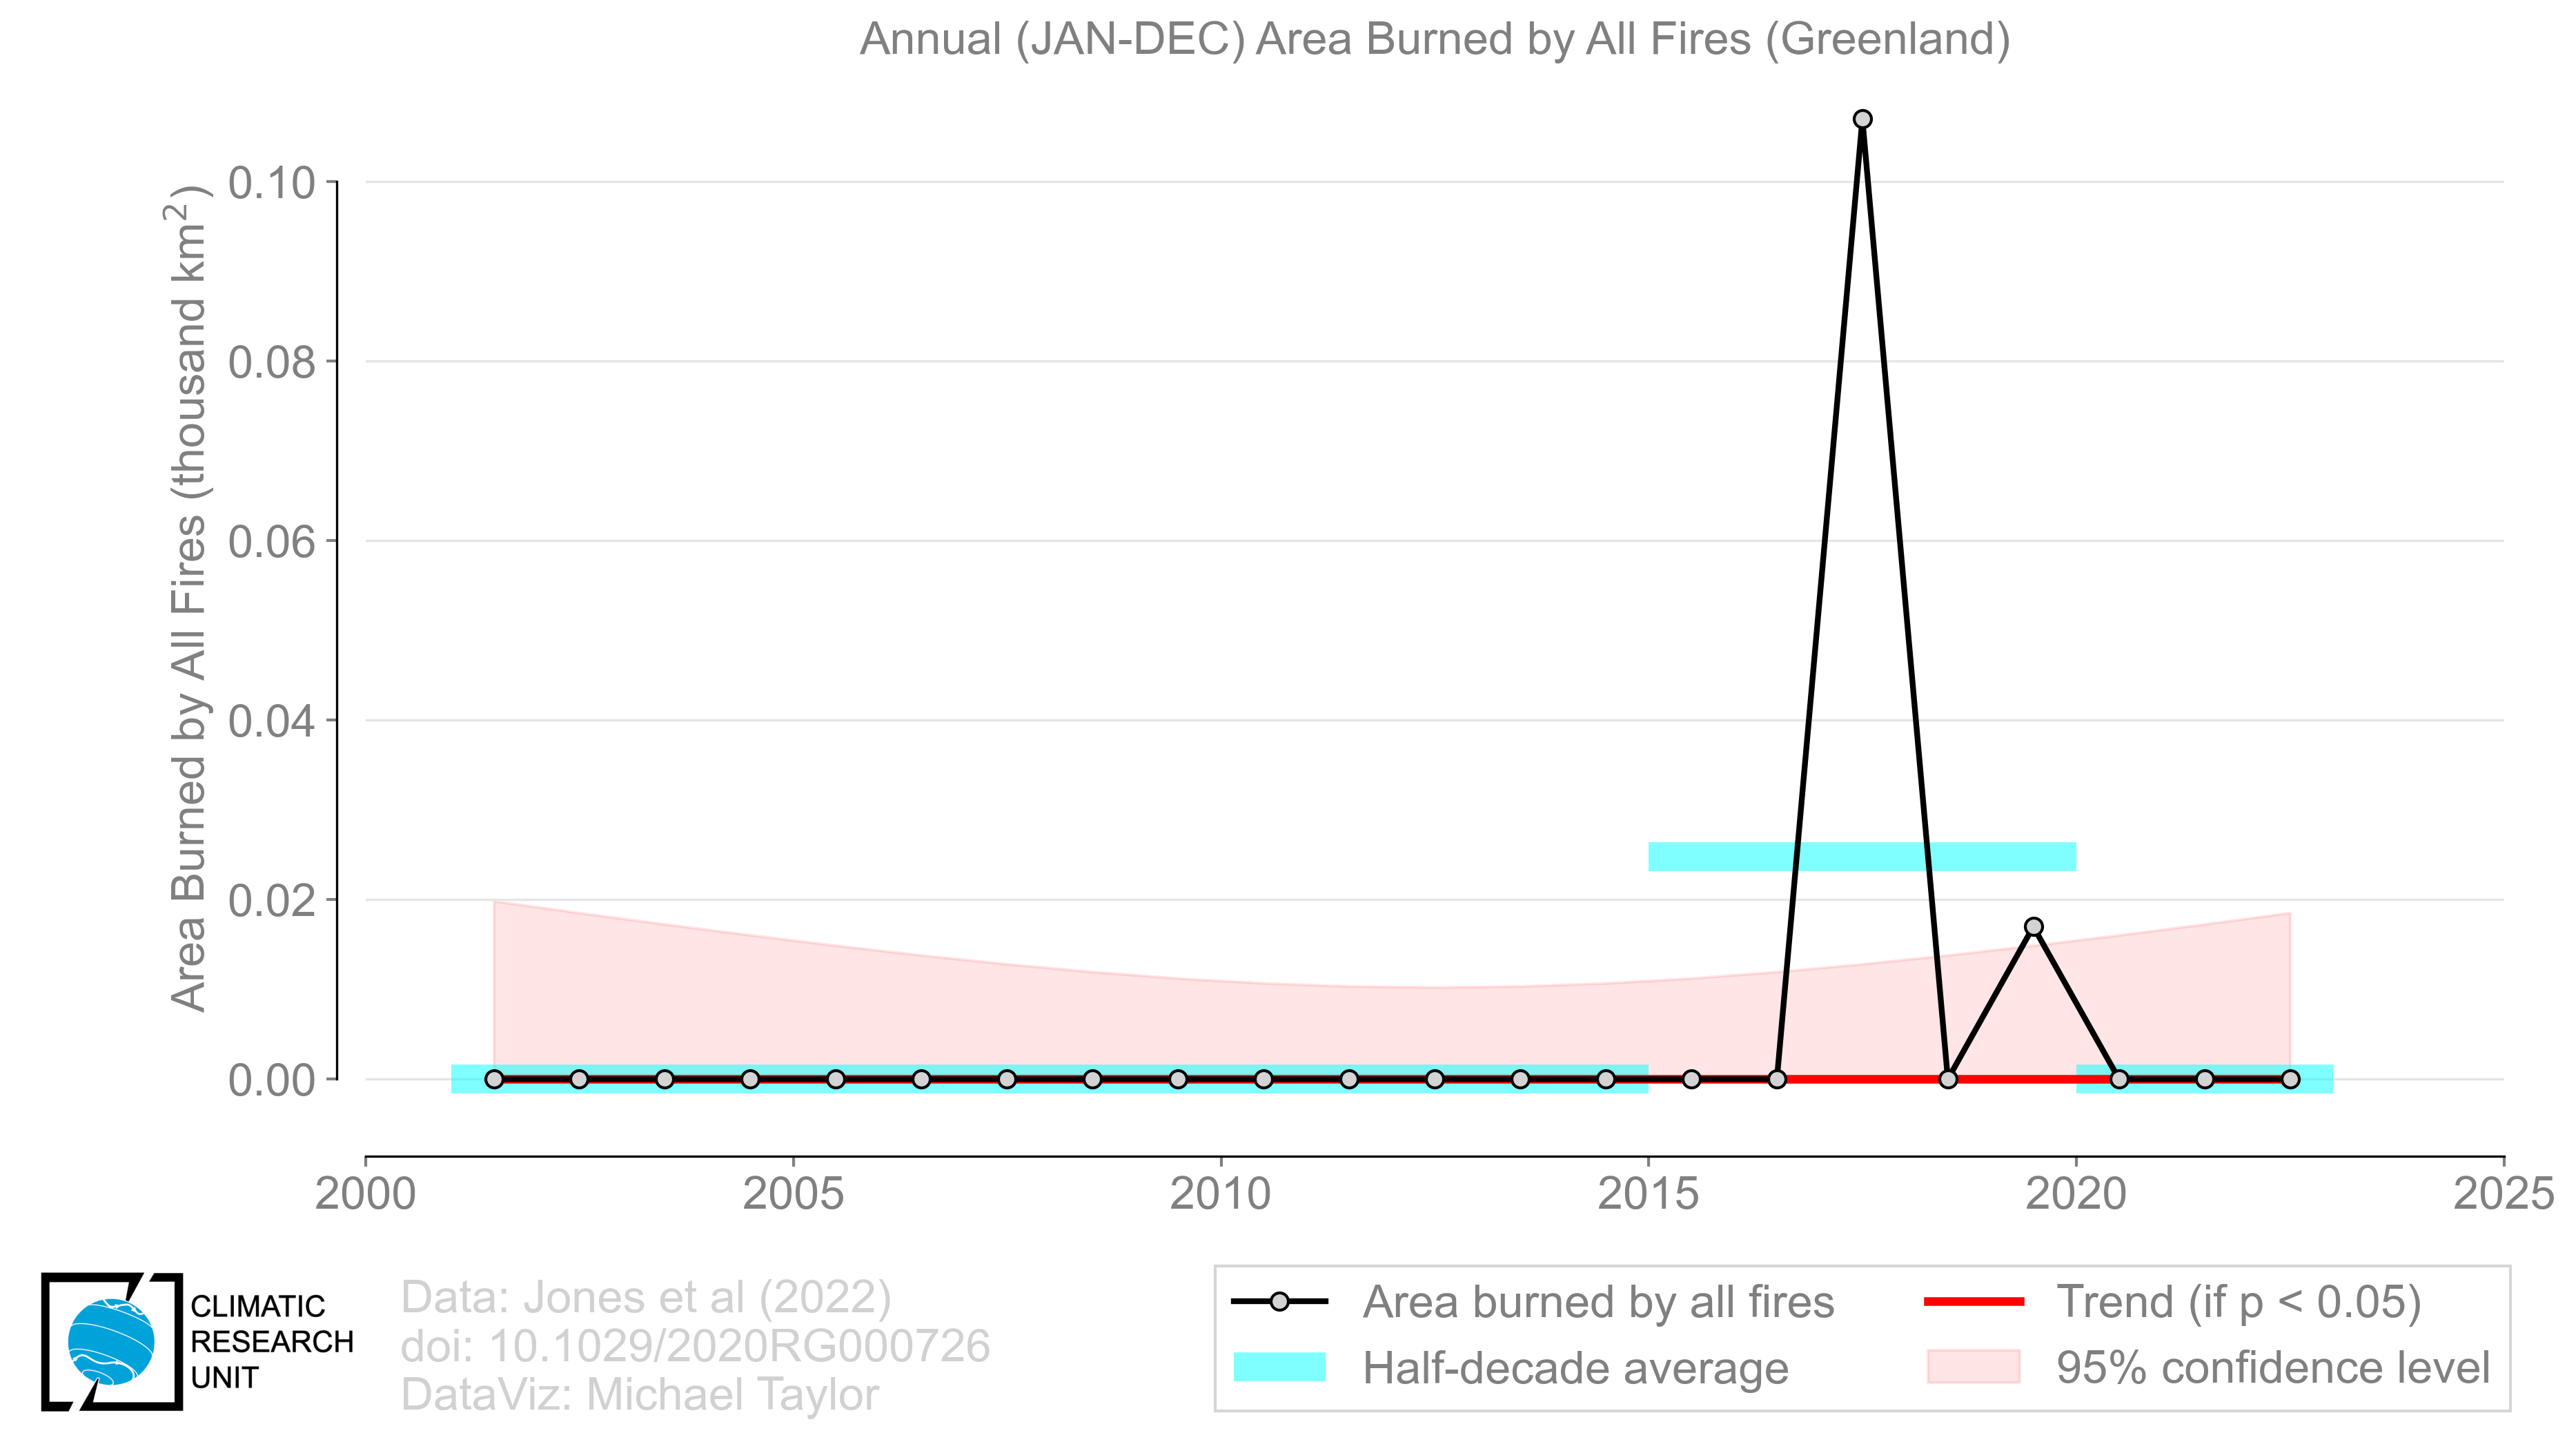 Annual (JAN-DEC) Area Burned by All Fires (Greenland)
Area Burned by All Fires (thousand km²)
0.10
0.08
0.06
0.04
0.02
0.00
2000 2005 2010 2015 2020 2025
CLIMATIC
RESEARCH
UNIT
Data: Jones et al (2022)
doi: 10.1029/2020RG000726
DataViz: Michael Taylor
Area burned by all fires
Half-decade average
Trend (if p < 0.05)
95% confidence level